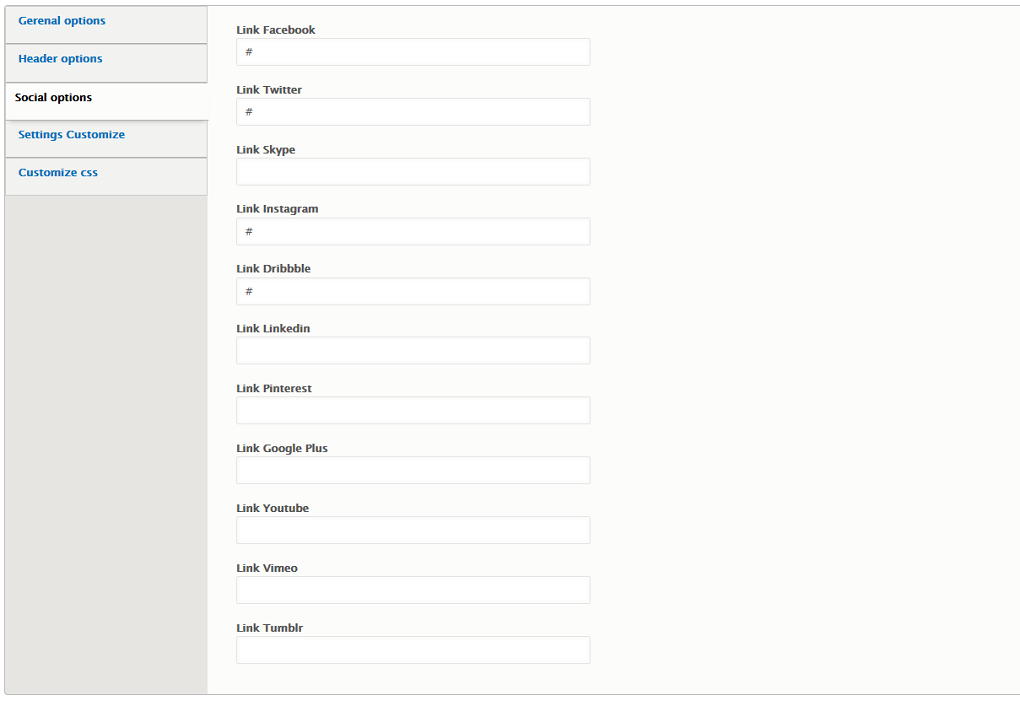 Gerenal options
Header options
Social options
Settings Customize
Customize css
Link Facebook
#
Link Twitter
#
Link Skype
Link Instagram
#
Link Dribbble
#
Link Linkedin
Link Pinterest
Link Google Plus
Link Youtube
Link Vimeo
Link Tumblr